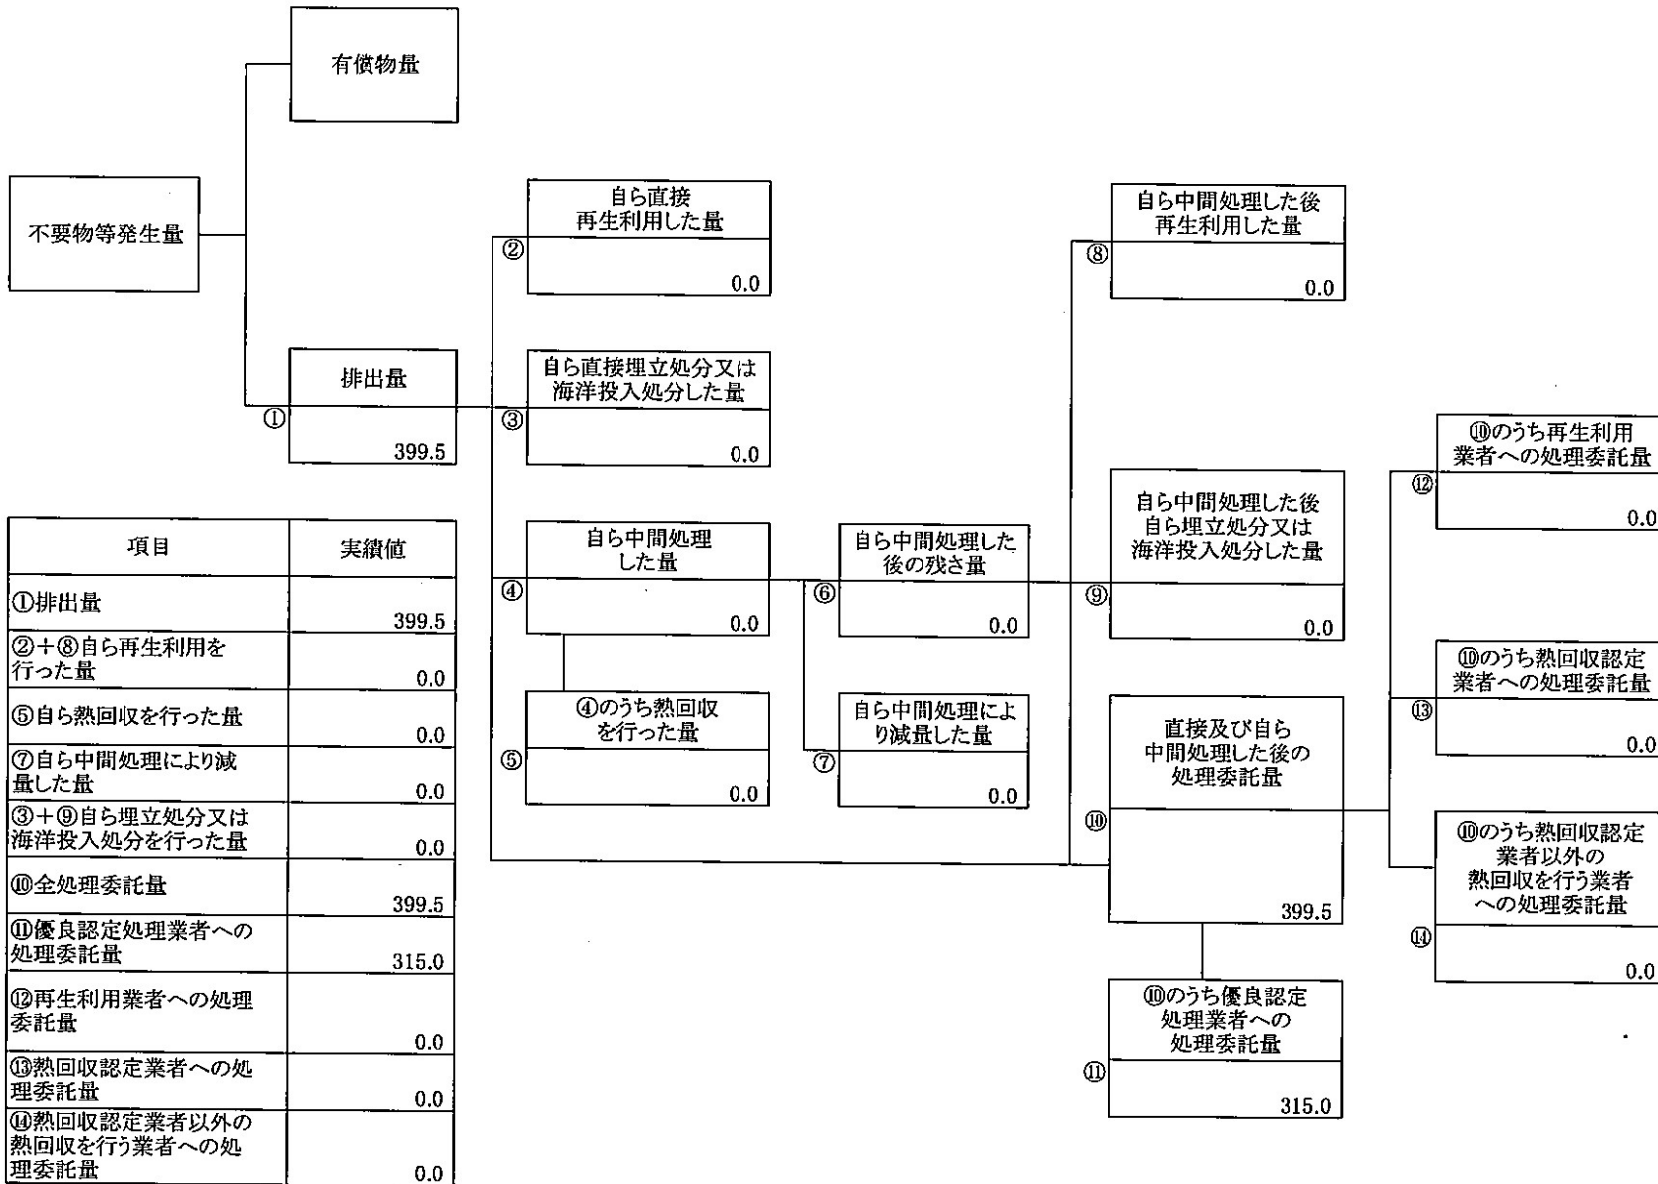 有償物量
不要物等発生量
排出量
①
399.5
自ら直接
再生利用した量
②
0.0
自ら直接埋立処分又は
海洋投入処分した量
③
0.0
自ら中間処理
した量
④
0.0
④のうち熱回収
を行った量
⑤
0.0
自ら中間処理した
後の残さ量
⑥
0.0
自ら中間処理によ
り減量した量
⑦
0.0
自ら中間処理した後
再生利用した量
⑧
0.0
自ら中間処理した後
自ら埋立処分又は
海洋投入処分した量
⑨
0.0
直接及び自ら
中間処理した後の
処理委託量
⑩
399.5
⑩のうち優良認定
処理業者への
処理委託量
⑪
315.0
⑩のうち再生利用
業者への処理委託量
⑫
0.0
⑩のうち熱回収認定
業者への処理委託量
⑬
0.0
⑩のうち熱回収認定
業者以外の
熱回収を行う業者
への処理委託量
⑭
0.0
項目 実績値
①排出量
399.5
②+⑧自ら再生利用を
行った量
0.0
⑤自ら熱回収を行った量
0.0
⑦自ら中間処理により減
量した量
0.0
③+⑨自ら埋立処分又は
海洋投入処分を行った量
0.0
⑩全処理委託量
399.5
⑪優良認定処理業者への
処理委託量
315.0
⑫再生利用業者への処理
委託量
0.0
⑬熱回収認定業者への処
理委託量
0.0
⑭熱回収認定業者以外の
熱回収を行う業者への処
理委託量
0.0